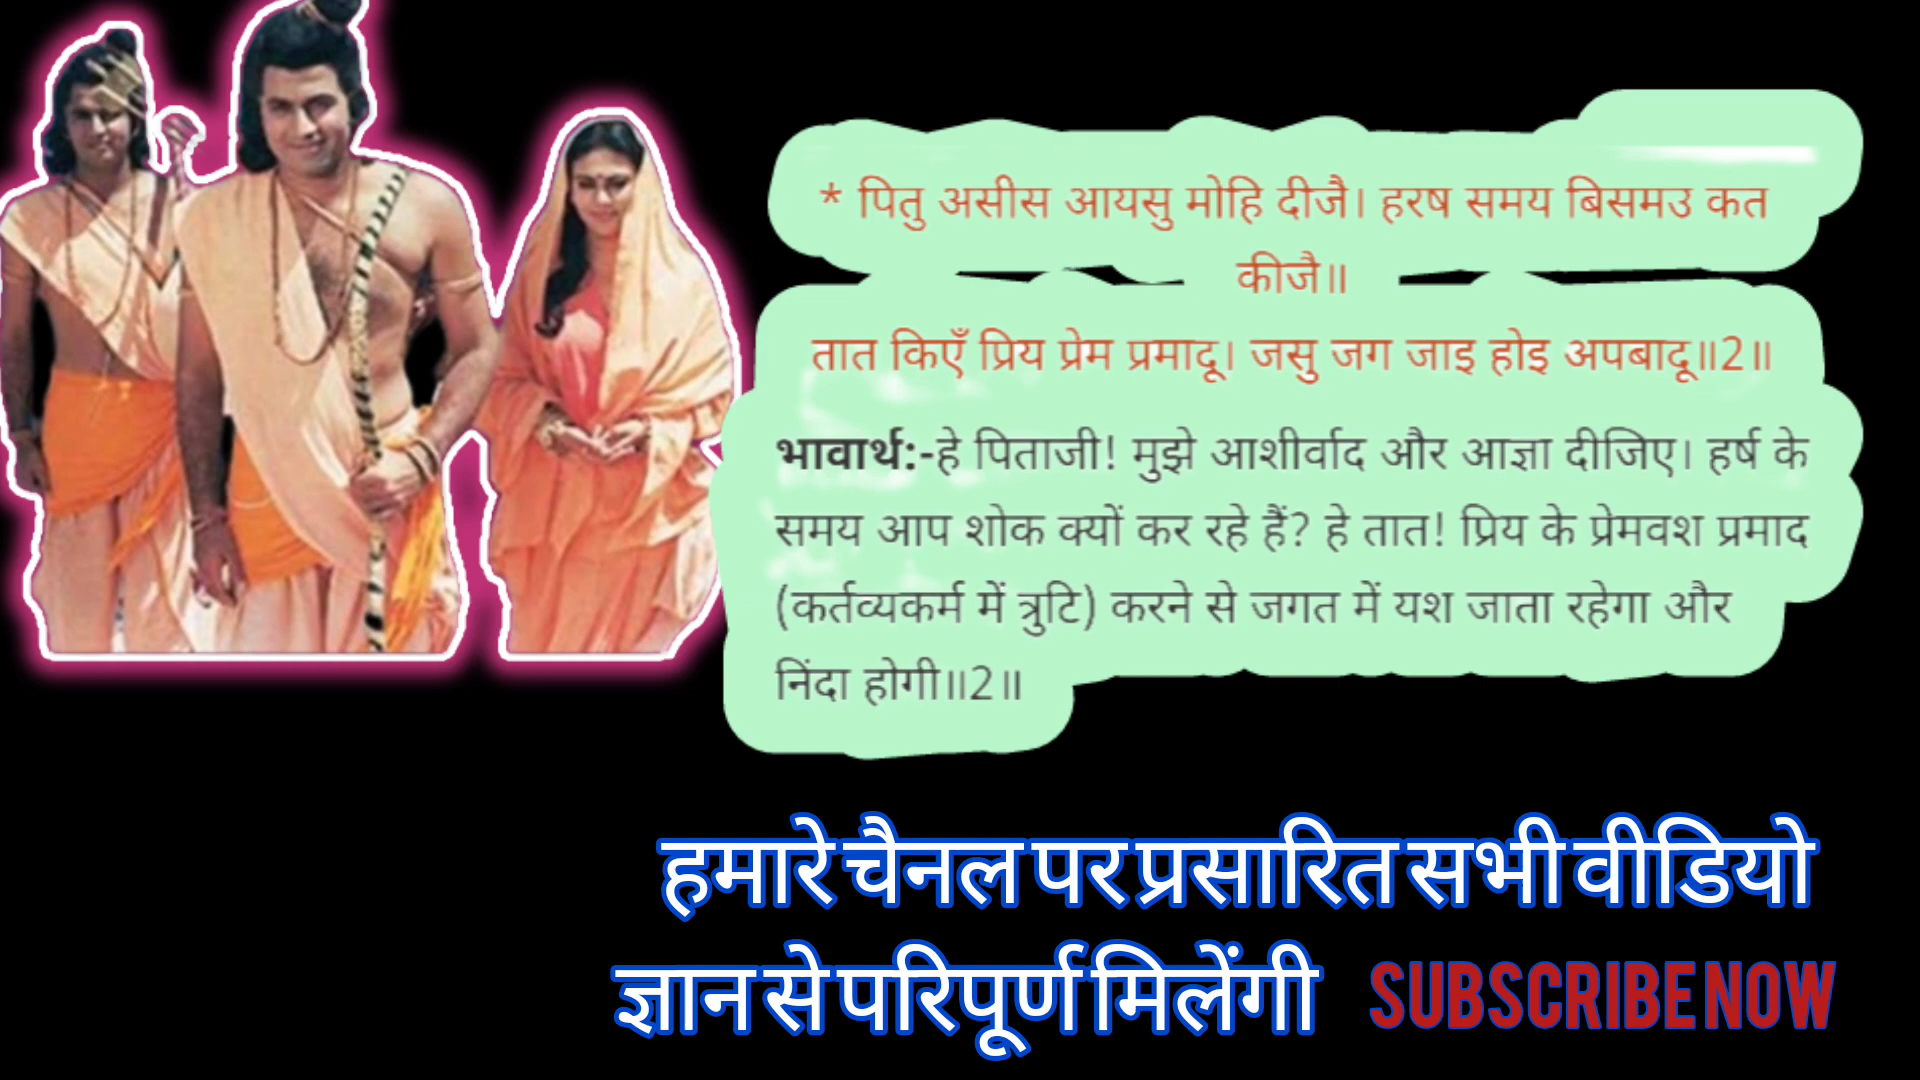 * पितु असीस आयसु मोहि दीजै। हरष समय बिसमउ कत
कीजै॥
तात किएँ प्रिय प्रेम प्रमादू। जसु जग जाइ होइ अपबादू॥2॥
भावार्थ:-हे पिताजी! मुझे आशीर्वाद और आज्ञा दीजिए। हर्ष के
समय आप शोक क्यों कर रहे हैं? हे तात! प्रिय के प्रेमवश प्रमाद
(कर्तव्यकर्म में त्रुटि) करने से जगत में यश जाता रहेगा और
निंदा होगी॥2॥
हमारे चैनल पर प्रसारित सभी वीडियो
ज्ञान से परिपूर्ण मिलेंगी SUBSCRIBE NOW